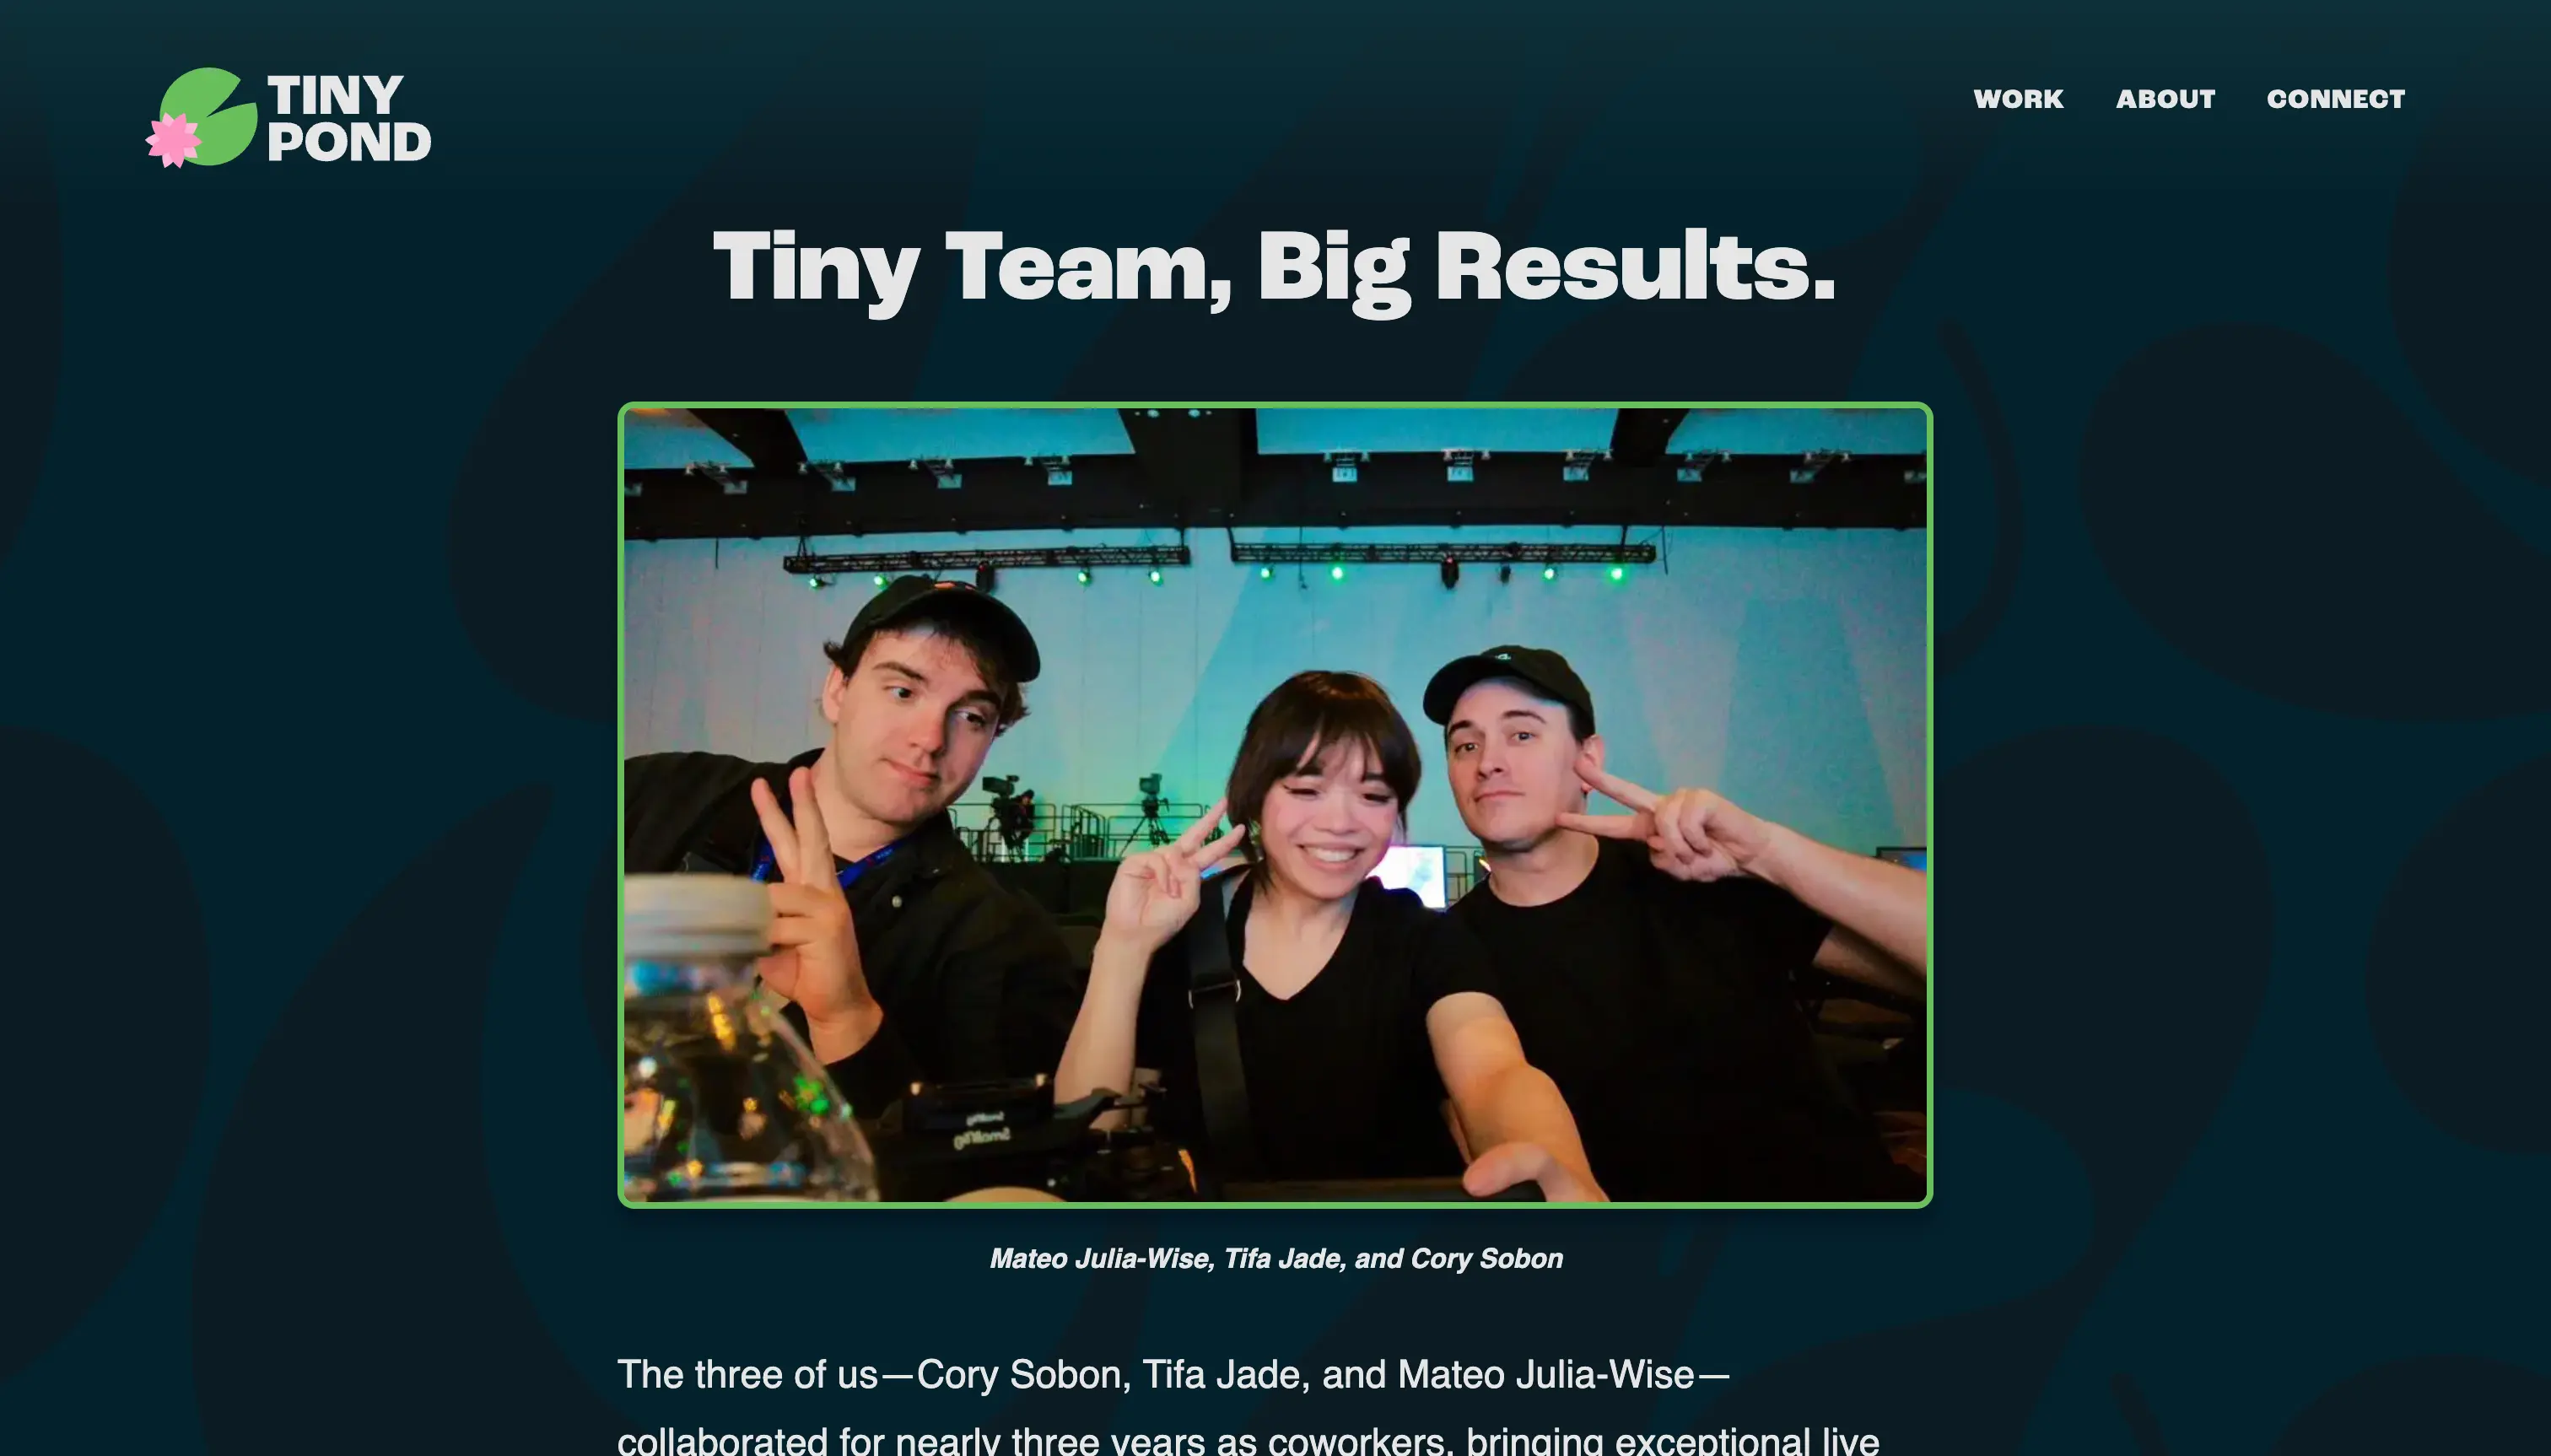 TINY
POND
WORK ABOUT CONNECT
Tiny Team, Big Results.
SmallRig
SmallRig
Mateo Julia-Wise, Tifa Jade, and Cory Sobon
The three of us—Cory Sobon, Tifa Jade, and Mateo Julia-Wise—
collaborated for nearly three years as coworkers, bringing exceptional live